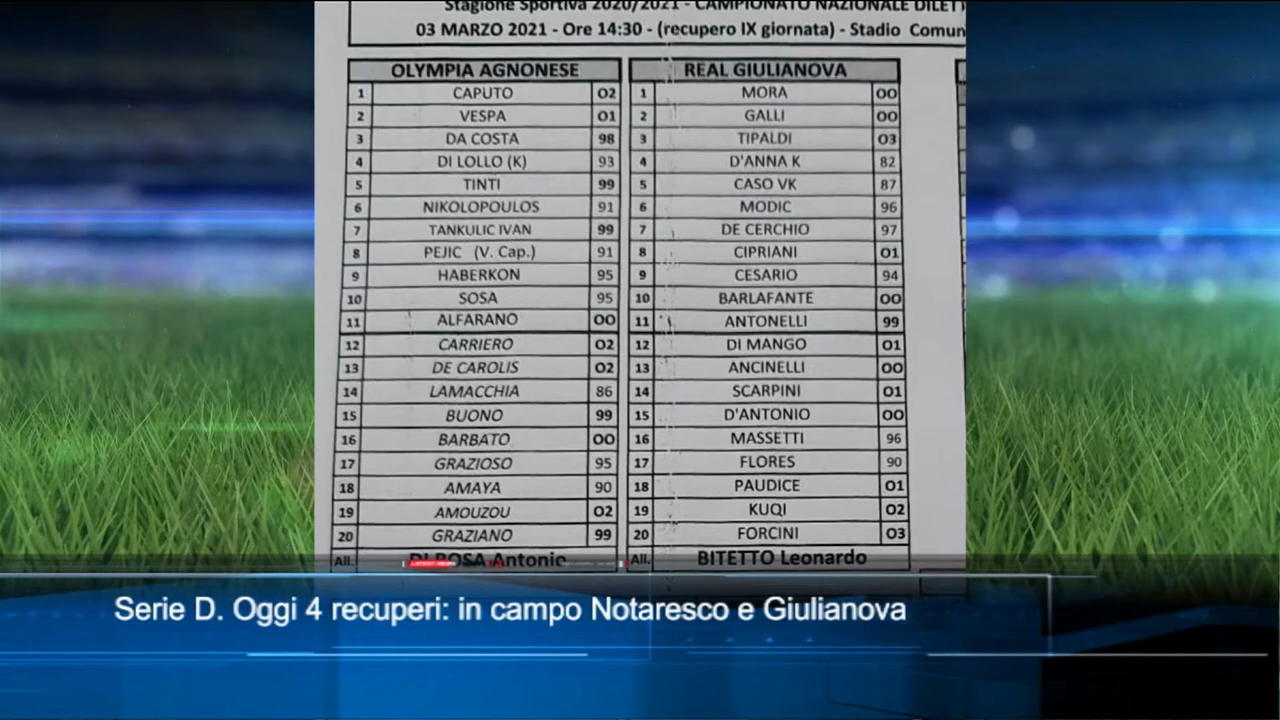 Stagione Sportiva 2020/2021 - CAMPIONATO NAZIONALE
03 MARZO 2021 - Ore 14:30 - (recupero IX giornata) - Stadio
OLYMPIA AGNONESE REAL GIULIANOVA
1 CAPUTO 02 1 MORA 00
2 VESPA 01 2 GALLI 00
3 DA COSTA 98 3 TIPALDI 03
4 DI LOLLO (K) 93 4 D'ANNA K 82
5 TINTI 99 5 CASO VK 87
6 NIKOLOPOULOS 91 6 MODIC 96
7 TANKULIC IVAN 99 7 DE CERCHIO 97
8 PEJIC (V. Cap.) 91 8 CIPRIANI 01
9 HABERKON 95 9 CESARIO 94
10 SOSA 95 10 BARLAFANTE 00
11 ALFARANO 00 11 ANTONELLI 99
12 CARRIERO 02 12 DI MANGO 01
13 DE CAROLIS 02 13 ANCINELLI 00
14 LAMACCHIA 86 14 SCARPINI 01
15 BUONO 99 15 D'ANTONIO 00
16 BARBATO 00 16 MASSETTI 96
17 GRAZIOSO 95 17 FLORES 90
18 AMAYA 90 18 PAUDICE 01
19 AMOUZOU 02 19 KUQI 02
20 GRAZIANO 99 20 FORCINI 03
All. DI ROSA Antonio All. BITETTO Leonardo
LATEST NEWS
Serie D. Oggi 4 recuperi: in campo Notaresco e Giulianova